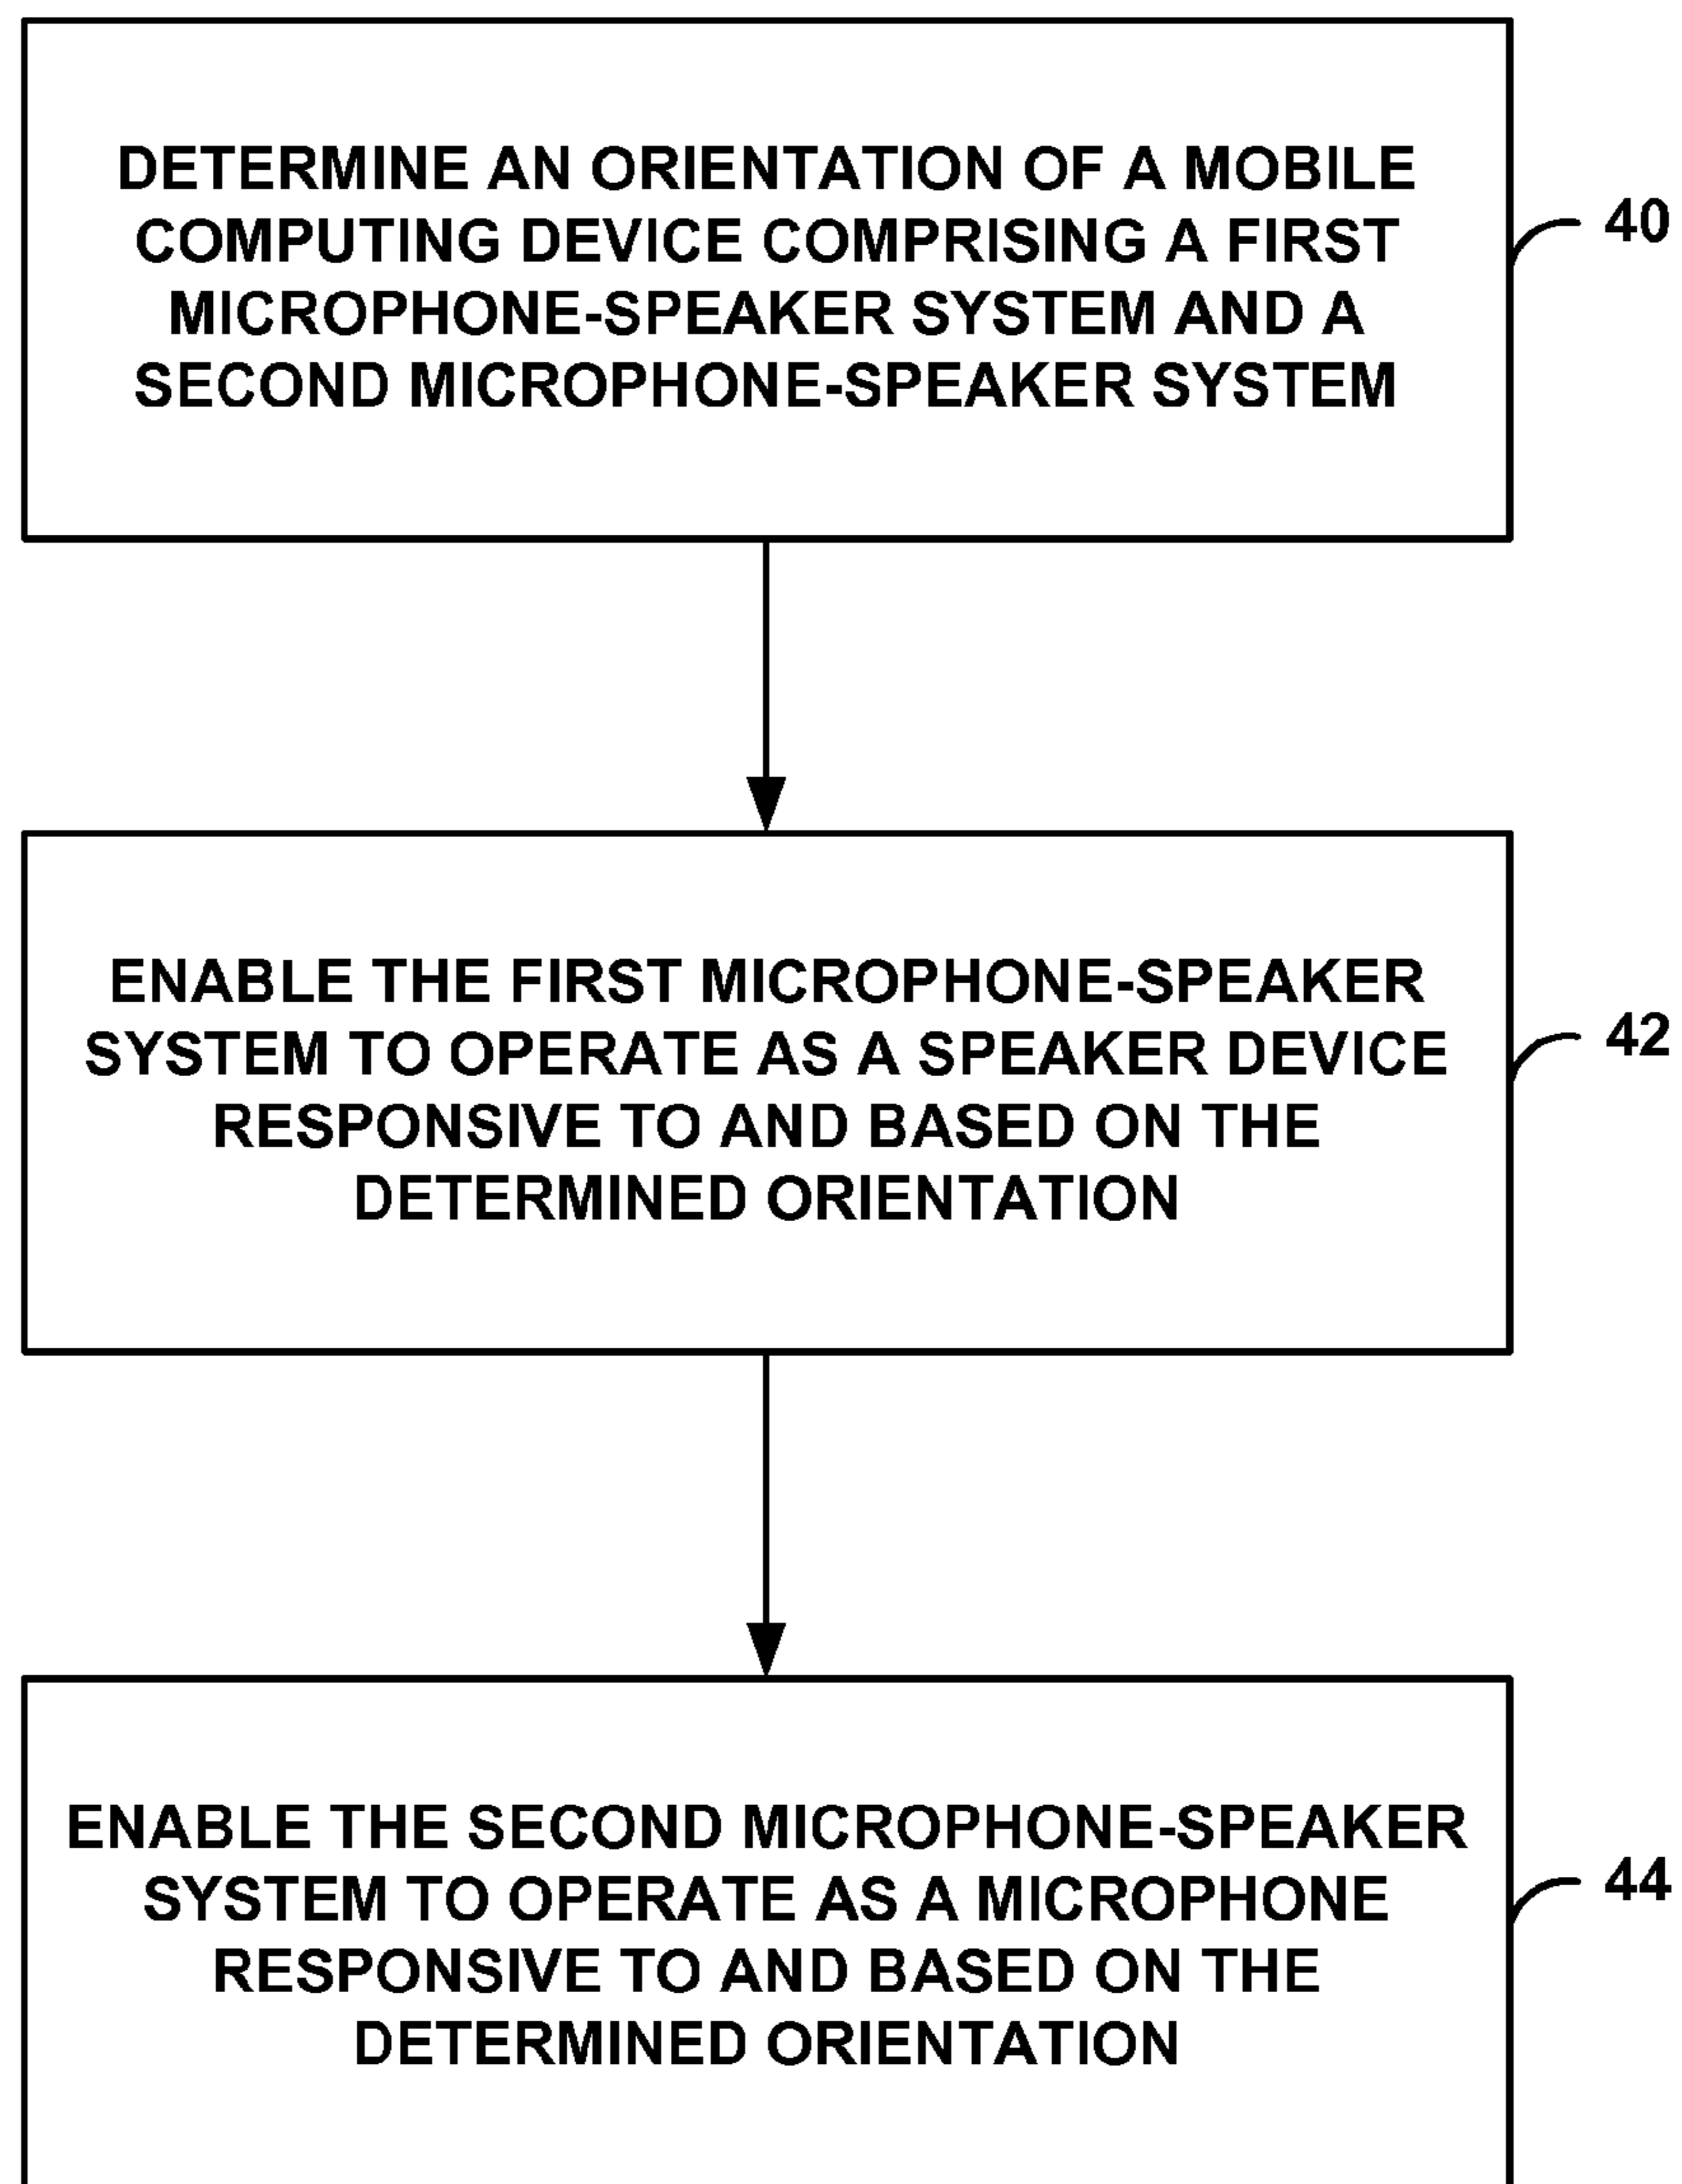 DETERMINE AN ORIENTATION OF A MOBILE
COMPUTING DEVICE COMPRISING A FIRST
MICROPHONE-SPEAKER SYSTEM AND A
SECOND MICROPHONE-SPEAKER SYSTEM
40
ENABLE THE FIRST MICROPHONE-SPEAKER
SYSTEM TO OPERATE AS A SPEAKER DEVICE
RESPONSIVE TO AND BASED ON THE
DETERMINED ORIENTATION
42
ENABLE THE SECOND MICROPHONE-SPEAKER
SYSTEM TO OPERATE AS A MICROPHONE
RESPONSIVE TO AND BASED ON THE
DETERMINED ORIENTATION
44